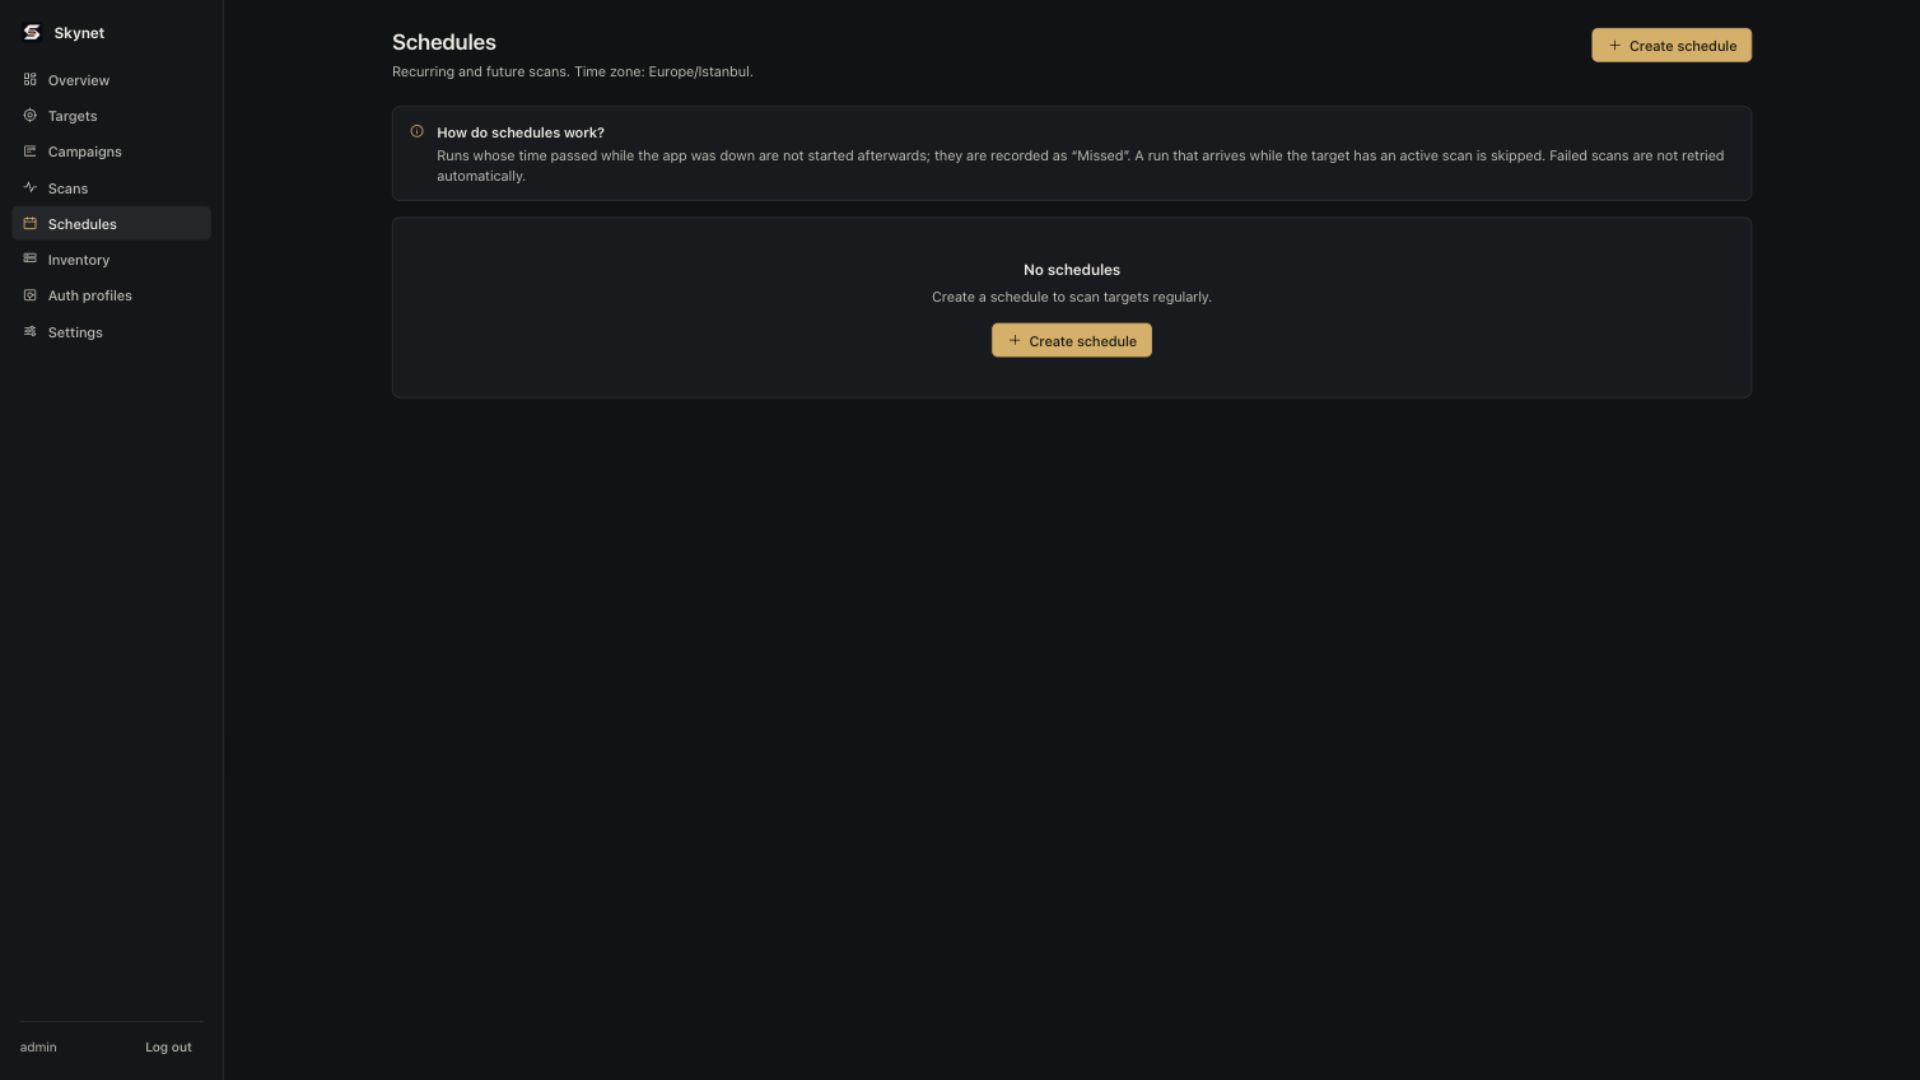 Skynet
Overview
Targets
Campaigns
Scans
Schedules
Inventory
Auth profiles
Settings
admin
Log out
Schedules
Recurring and future scans. Time zone: Europe/Istanbul.
+ Create schedule
How do schedules work?
Runs whose time passed while the app was down are not started afterwards; they are recorded as “Missed”. A run that arrives while the target has an active scan is skipped. Failed scans are not retried
automatically.
No schedules
Create a schedule to scan targets regularly.
+ Create schedule